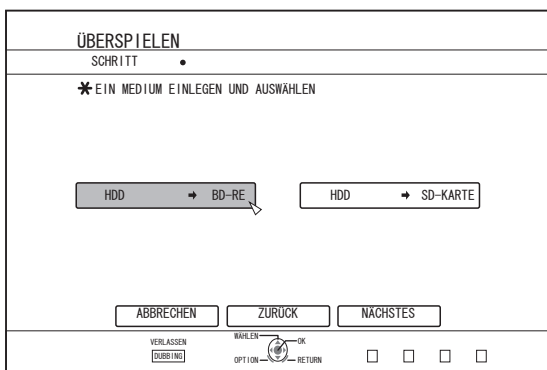 ÜBERSPIELEN
SCHRITT ●
✱EIN MEDIUM EINLEGEN UND AUSWÄHLEN
HDD ➡ BD-RE HDD ➡ SD-KARTE
ABBRECHEN ZURÜCK NÄCHSTES
VERLASSEN WÄHLEN OK
DUBBING OPTION RETURN